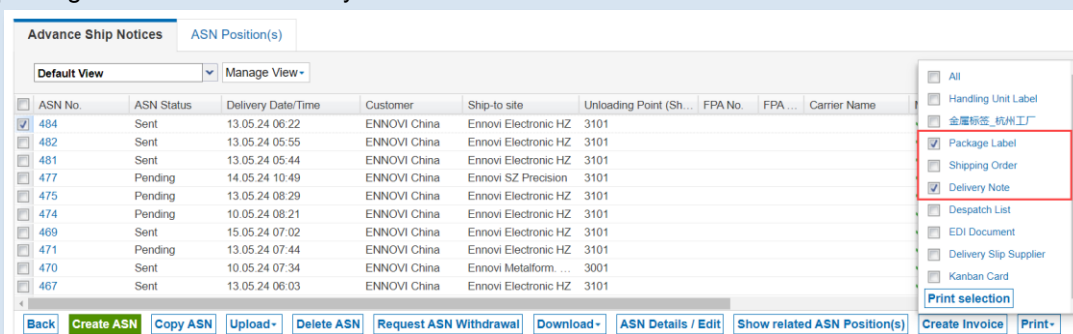 Advance Ship Notices ASN Position(s)
Default View Manage View
All
ASN No. ASN Status Delivery Date/Time Customer Ship-to site Unloading Point (Sh... FPA No. FPA ... Carrier Name
Handling Unit Label
484 Sent 13.05.24 06:22 ENNOVI China Ennovi Electronic HZ 3101
金属标签_杭州工厂
482 Sent 13.05.24 05:55 ENNOVI China Ennovi Electronic HZ 3101
Package Label
481 Sent 13.05.24 05:44 ENNOVI China Ennovi Electronic HZ 3101
Shipping Order
477 Pending 14.05.24 10:49 ENNOVI China Ennovi SZ Precision 3101
475 Pending 13.05.24 08:29 ENNOVI China Ennovi Electronic HZ 3101
Delivery Note
474 Pending 10.05.24 08:21 ENNOVI China Ennovi Electronic HZ 3101
Despatch List
469 Sent 15.05.24 07:02 ENNOVI China Ennovi Electronic HZ 3101
EDI Document
471 Pending 13.05.24 07:44 ENNOVI China Ennovi Electronic HZ 3101
Delivery Slip Supplier
470 Sent 10.05.24 07:34 ENNOVI China Ennovi Metalform. ... 3001
Kanban Card
467 Sent 13.05.24 06:03 ENNOVI China Ennovi Electronic HZ 3101
Print selection
Back Create ASN Copy ASN Upload Delete ASN Request ASN Withdrawal Download ASN Details / Edit Show related ASN Position(s) Create Invoice Print